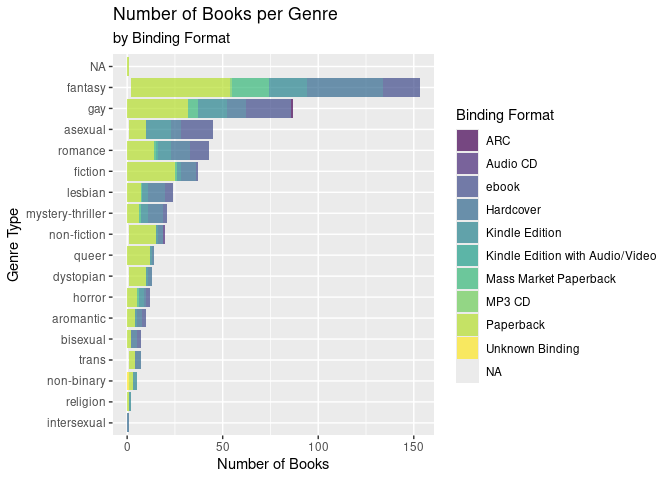 Number of Books per Genre
by Binding Format
Genre Type
NA
fantasy
gay
asexual
romance
fiction
lesbian
mystery-thriller
non-fiction
queer
dystopian
horror
aromantic
bisexual
trans
non-binary
religion
intersexual
0 50 100 150
Number of Books
Binding Format
ARC
Audio CD
ebook
Hardcover
Kindle Edition
Kindle Edition with Audio/Video
Mass Market Paperback
MP3 CD
Paperback
Unknown Binding
NA